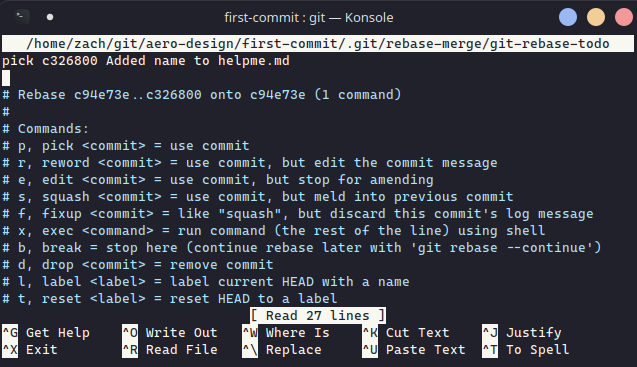 first-commit : git — Konsole
/home/zach/git/aero-design/first-commit/.git/rebase-merge/git-rebase-todo
pick c326800 Added name to helpme.md
# Rebase c94e73e..c326800 onto c94e73e (1 command)
#
# Commands:
# p, pick <commit> = use commit
# r, reword <commit> = use commit, but edit the commit message
# e, edit <commit> = use commit, but stop for amending
# s, squash <commit> = use commit, but meld into previous commit
# f, fixup <commit> = like "squash", but discard this commit's log message
# x, exec <command> = run command (the rest of the line) using shell
# b, break = stop here (continue rebase later with 'git rebase --continue')
# d, drop <commit> = remove commit
# l, label <label> = label current HEAD with a name
# t, reset <label> = reset HEAD to a label
[ Read 27 lines ]
^G Get Help ^O Write Out ^W Where Is ^K Cut Text ^J Justify
^X Exit ^R Read File ^\ Replace ^U Paste Text ^T To Spell